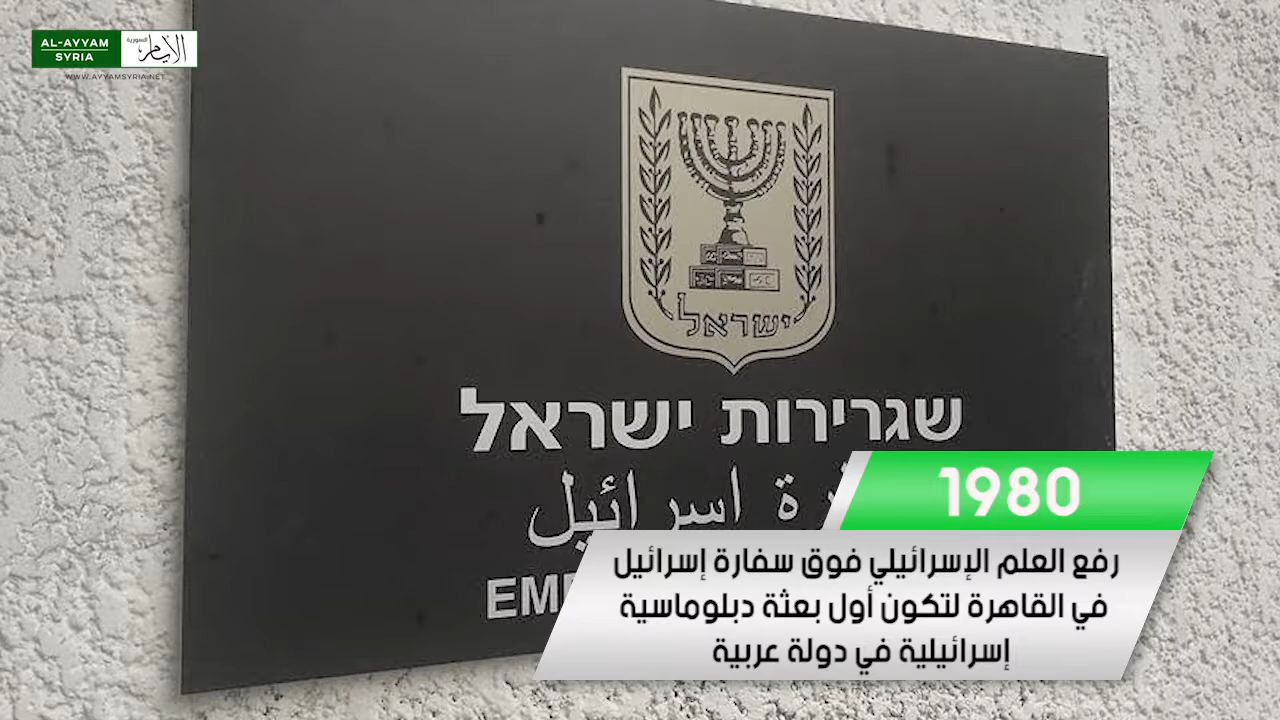 AL-AYYAM
SYRIA
الأيام
السورية
WWW.AYYAMSYRIA.NET
ישראל
שגרירות ישראל
اسرائيل
1980
رفع العلم الإسرائيلي فوق سفارة إسرائيل
في القاهرة لتكون أول بعثة دبلوماسية
إسرائيلية في دولة عربية